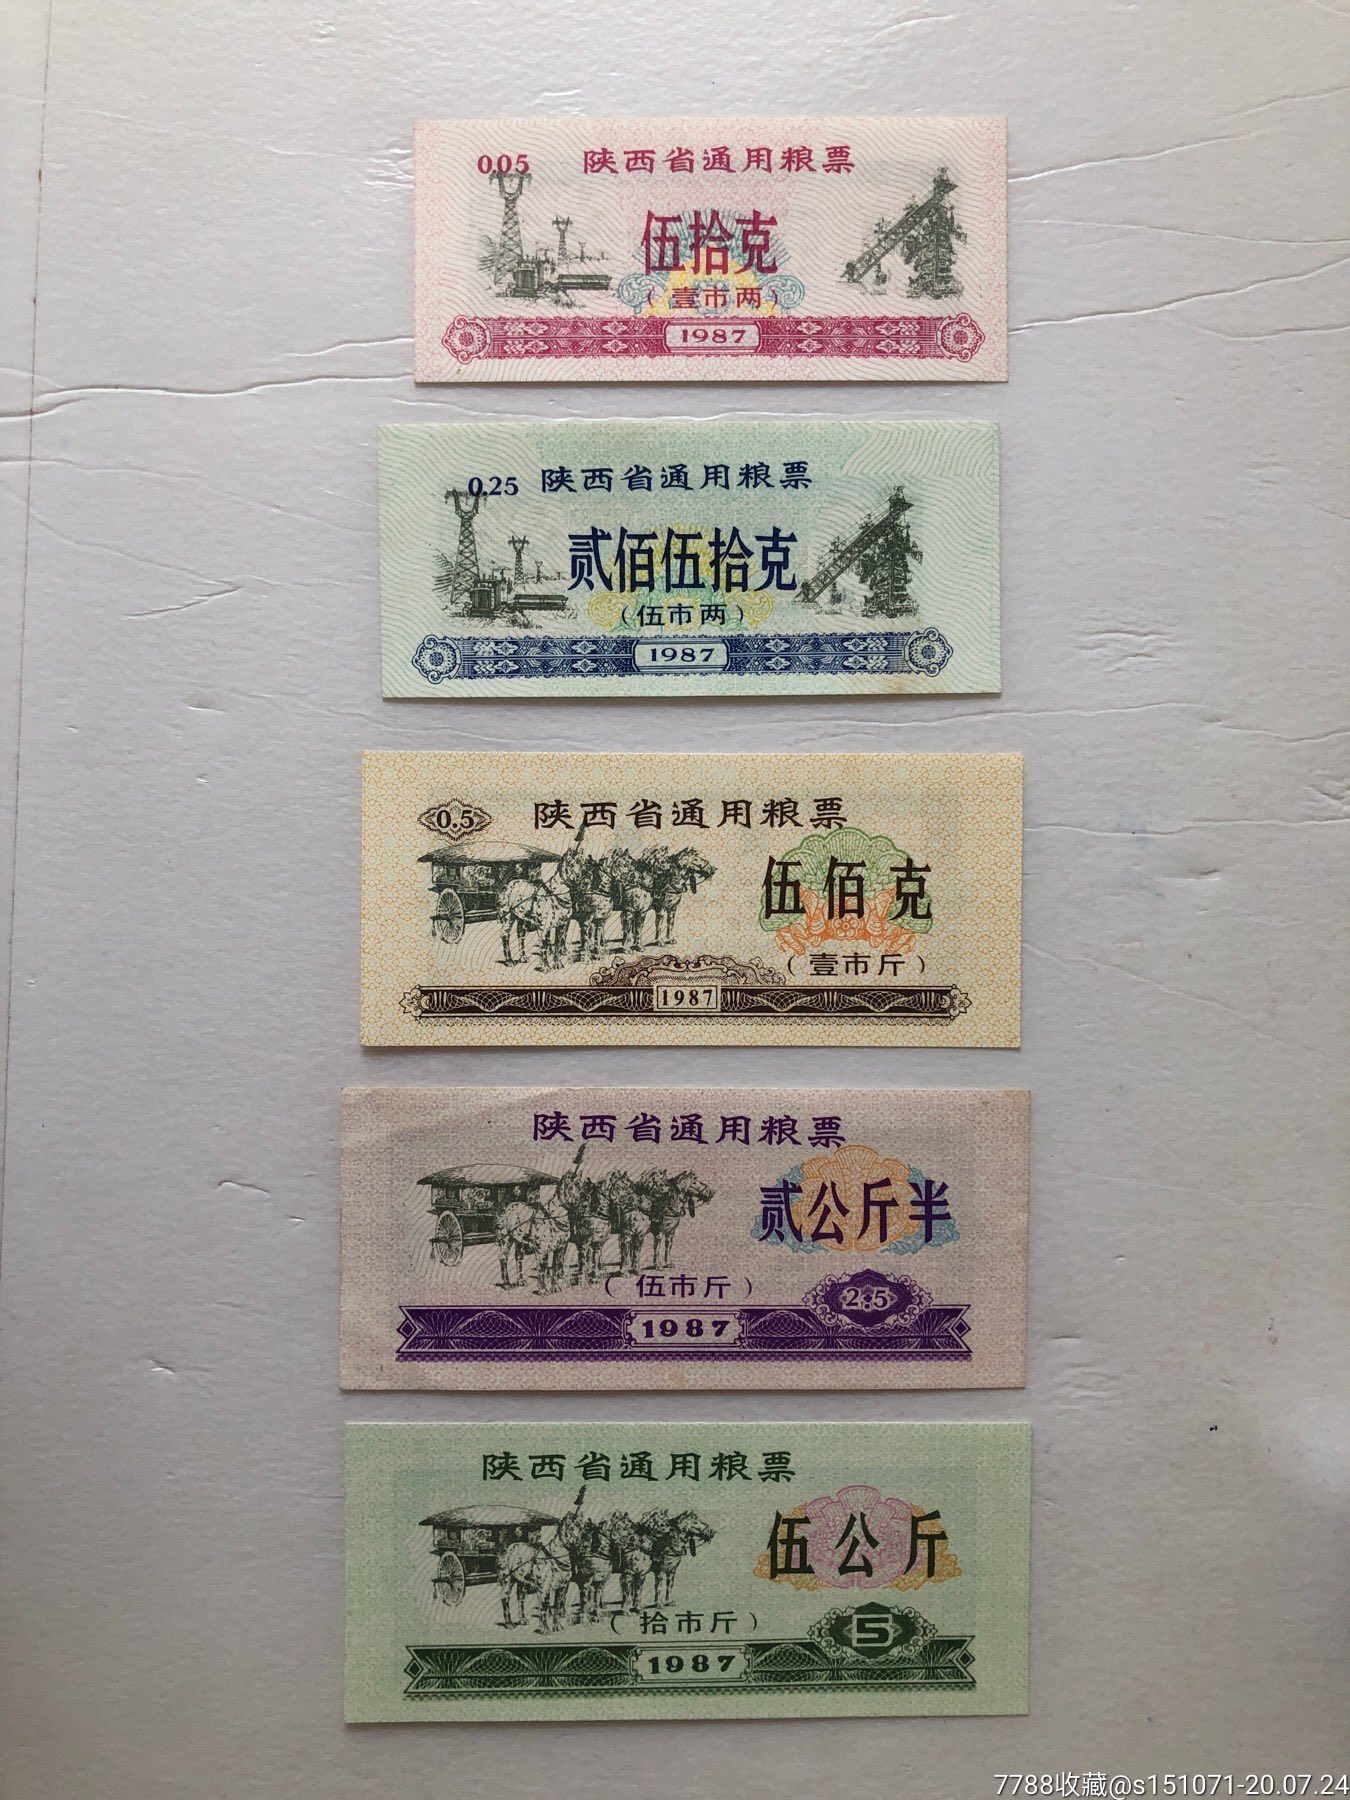 0.05 陕西省通用粮票
伍拾克
(壹市两)
1987
0.25 陕西省通用粮票
贰佰伍拾克
(伍市两)
1987
0.5 陕西省通用粮票
伍佰克
(壹市斤)
1987
陕西省通用粮票
贰公斤半
(伍市斤)
2.5
1987
陕西省通用粮票
伍公斤
(拾市斤)
5
1987
7788收藏@s151071-20.07.24